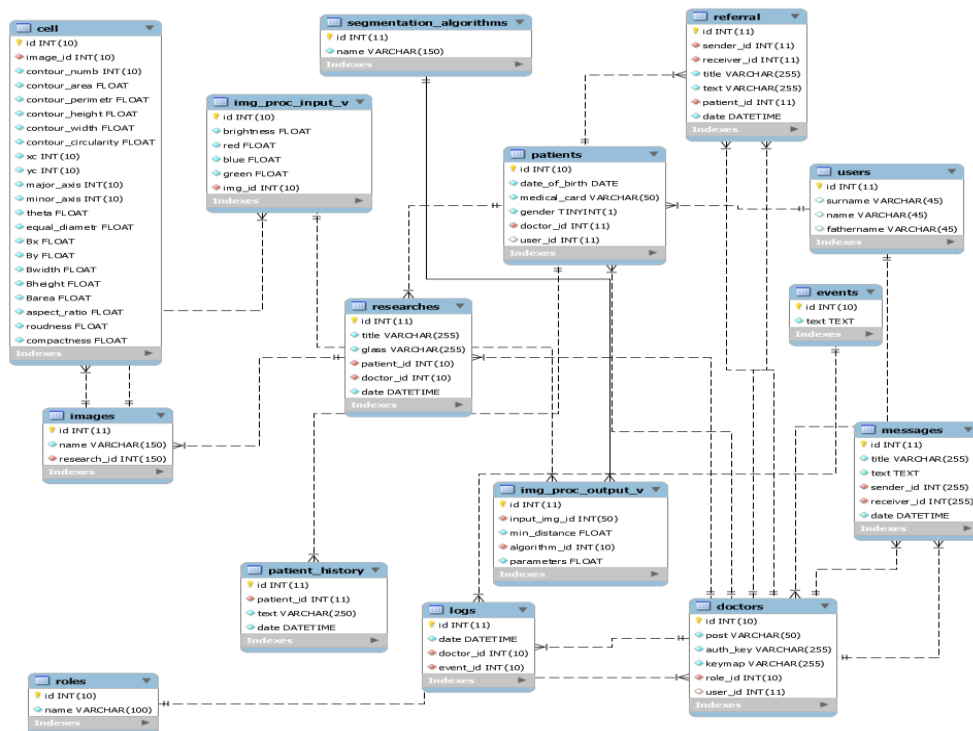 cell
id INT(10)
image_id INT(10)
contour_numb INT(10)
contour_area FLOAT
contour_perimetr FLOAT
contour_height FLOAT
contour_width FLOAT
contour_circularity FLOAT
xc INT(10)
yc INT(10)
major_axis INT(10)
minor_axis INT(10)
theta FLOAT
equal_diametr FLOAT
Bx FLOAT
By FLOAT
Bwidth FLOAT
Bheight FLOAT
Barea FLOAT
aspect_ratio FLOAT
roudness FLOAT
compactness FLOAT
Indexes
segmentation_algorithms
id INT(11)
name VARCHAR(150)
Indexes
referral
id INT(11)
sender_id INT(11)
receiver_id INT(11)
title VARCHAR(255)
text VARCHAR(255)
patient_id INT(11)
date DATETIME
Indexes
img_proc_input_v
id INT(10)
brightness FLOAT
red FLOAT
blue FLOAT
green FLOAT
img_id INT(10)
Indexes
patients
id INT(10)
date_of_birth DATE
medical_card VARCHAR(50)
gender TINYINT(1)
doctor_id INT(11)
user_id INT(11)
Indexes
users
id INT(11)
surname VARCHAR(45)
name VARCHAR(45)
fathername VARCHAR(45)
Indexes
events
id INT(10)
text TEXT
Indexes
researches
id INT(11)
title VARCHAR(255)
glass VARCHAR(255)
patient_id INT(10)
doctor_id INT(10)
date DATETIME
Indexes
images
id INT(11)
name VARCHAR(150)
research_id INT(150)
Indexes
messages
id INT(11)
title VARCHAR(255)
text TEXT
sender_id INT(255)
receiver_id INT(255)
date DATETIME
Indexes
img_proc_output_v
id INT(11)
input_img_id INT(50)
min_distance FLOAT
algorithm_id INT(10)
parameters FLOAT
Indexes
patient_history
id INT(11)
patient_id INT(11)
text VARCHAR(250)
date DATETIME
Indexes
logs
id INT(11)
date DATETIME
doctor_id INT(10)
event_id INT(10)
Indexes
doctors
id INT(10)
post VARCHAR(50)
auth_key VARCHAR(255)
keymap VARCHAR(255)
role_id INT(10)
user_id INT(11)
Indexes
roles
id INT(10)
name VARCHAR(100)
Indexes